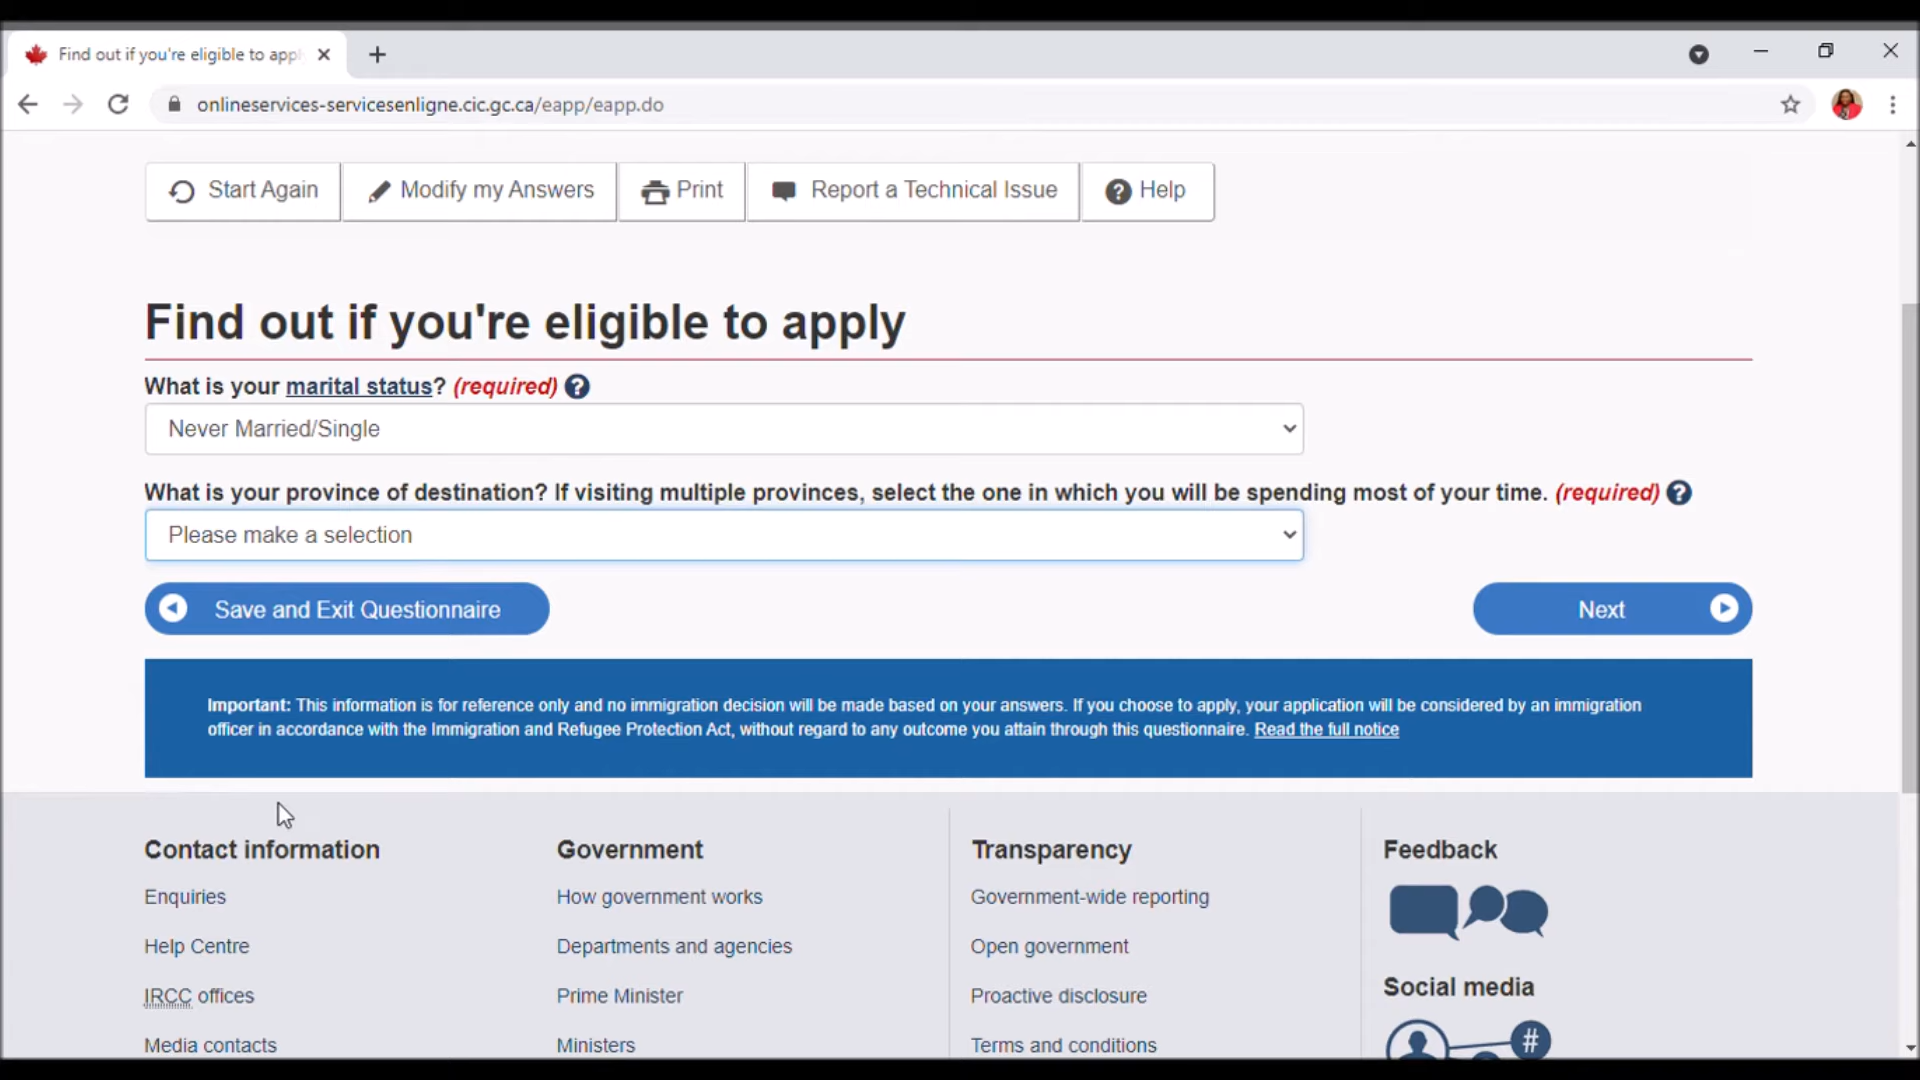 Find out if you're eligible to app
onlineservices-servicesenligne.cic.gc.ca/eapp/eapp.do
Start Again
Modify my Answers
Print
Report a Technical Issue
? Help
Find out if you're eligible to apply
What is your marital status? (required) ?
Never Married/Single
What is your province of destination? If visiting multiple provinces, select the one in which you will be spending most of your time. (required) ?
Please make a selection
Save and Exit Questionnaire
Next
Important: This information is for reference only and no immigration decision will be made based on your answers. If you choose to apply, your application will be considered by an immigration
officer in accordance with the Immigration and Refugee Protection Act, without regard to any outcome you attain through this questionnaire. Read the full notice
Contact information
Enquiries
Help Centre
IRCC offices
Media contacts
Government
How government works
Departments and agencies
Prime Minister
Ministers
Transparency
Government-wide reporting
Open government
Proactive disclosure
Terms and conditions
Feedback
Social media
#